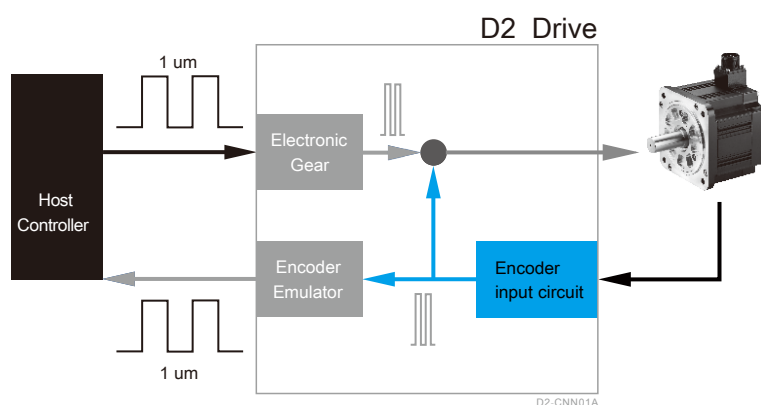 D2 Drive
1 um
Electronic
Gear
Host
Controller
Encoder
Emulator
Encoder
input circuit
1 um
D2-CNN01A